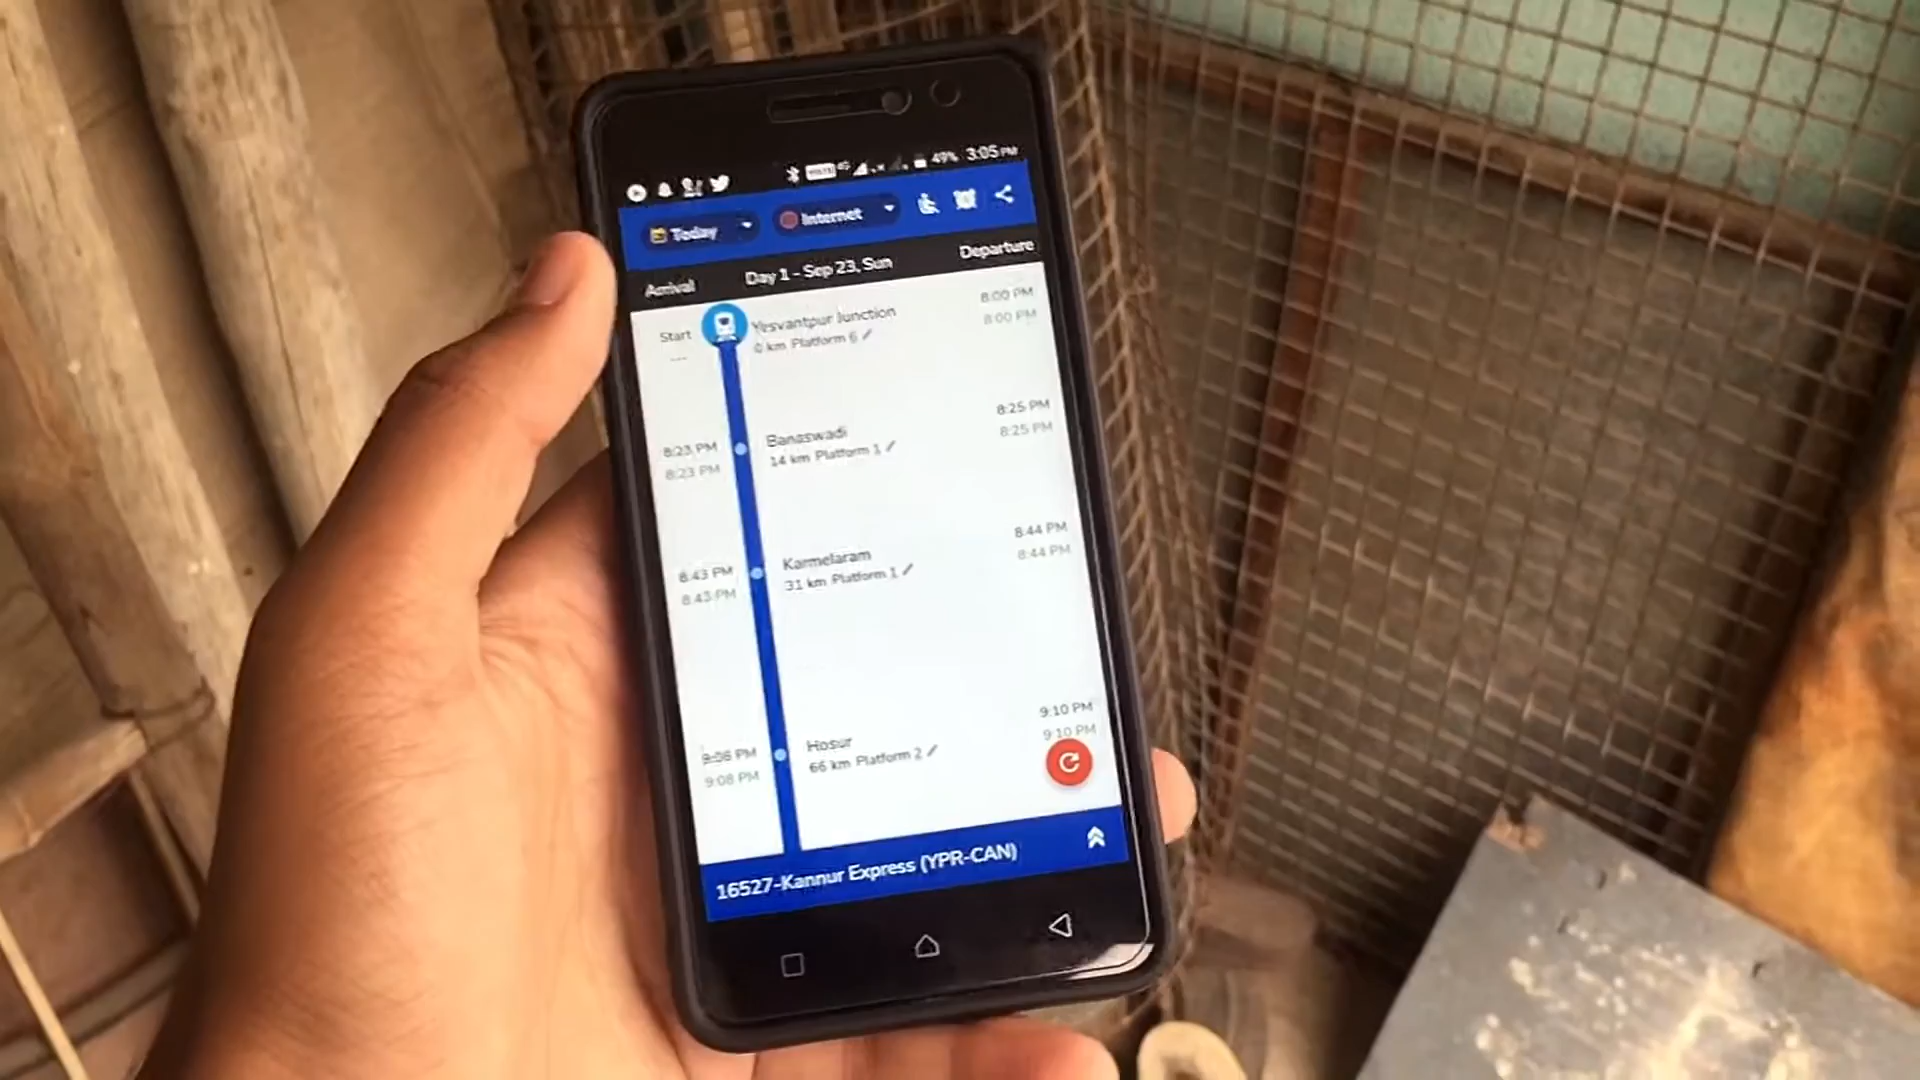 4G 49% 3:05 PM
Today Internet
Arrival Day 1 - Sep 23, Sun Departure
Start Yesvantpur Junction 8:00 PM
--- 0 km Platform 6 8:00 PM
8:23 PM Banaswadi 8:25 PM
8:23 PM 14 km Platform 1 8:25 PM
8:43 PM Karmelaram 8:44 PM
8:43 PM 31 km Platform 1 8:44 PM
9:08 PM Hosur 9:10 PM
9:08 PM 66 km Platform 2 9:10 PM
16527-Kannur Express (YPR-CAN)